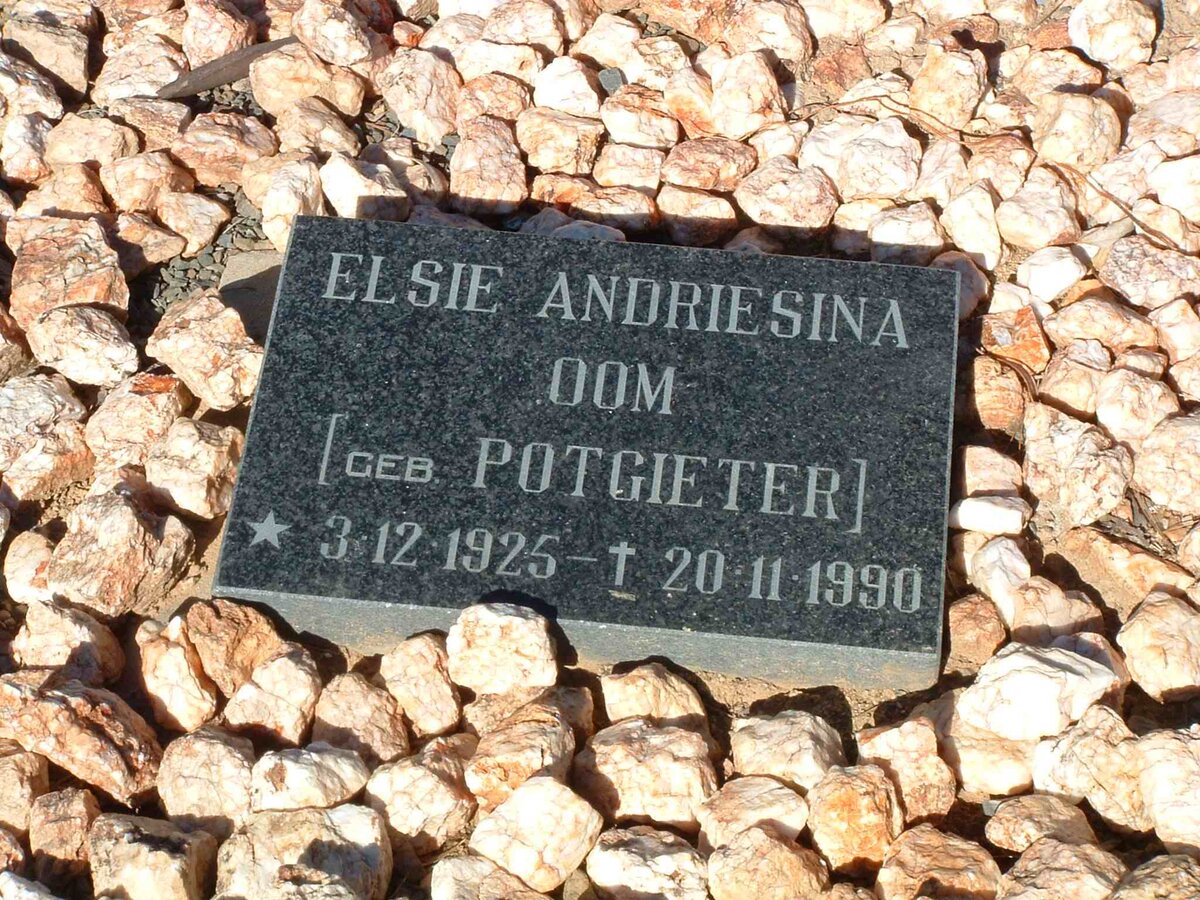 ELSIE ANDRIESINA
OOM
[GEB. POTGIETER]
★ 3·12·1925–✝ 20·11·1990